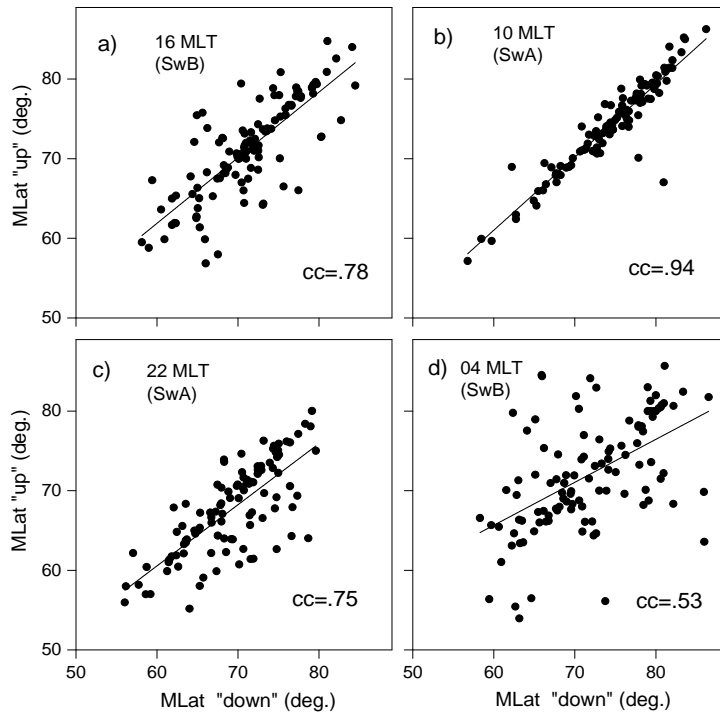 a)
16 MLT
(SwB)
b)
10 MLT
(SwA)
80
70
60
50
MLat "up" (deg.)
cc=.78
cc=.94
c)
22 MLT
(SwA)
d)
04 MLT
(SwB)
80
70
60
50
MLat "up" (deg.)
cc=.75
cc=.53
50 60 70 80
50 60 70 80
MLat "down" (deg.)
MLat "down" (deg.)